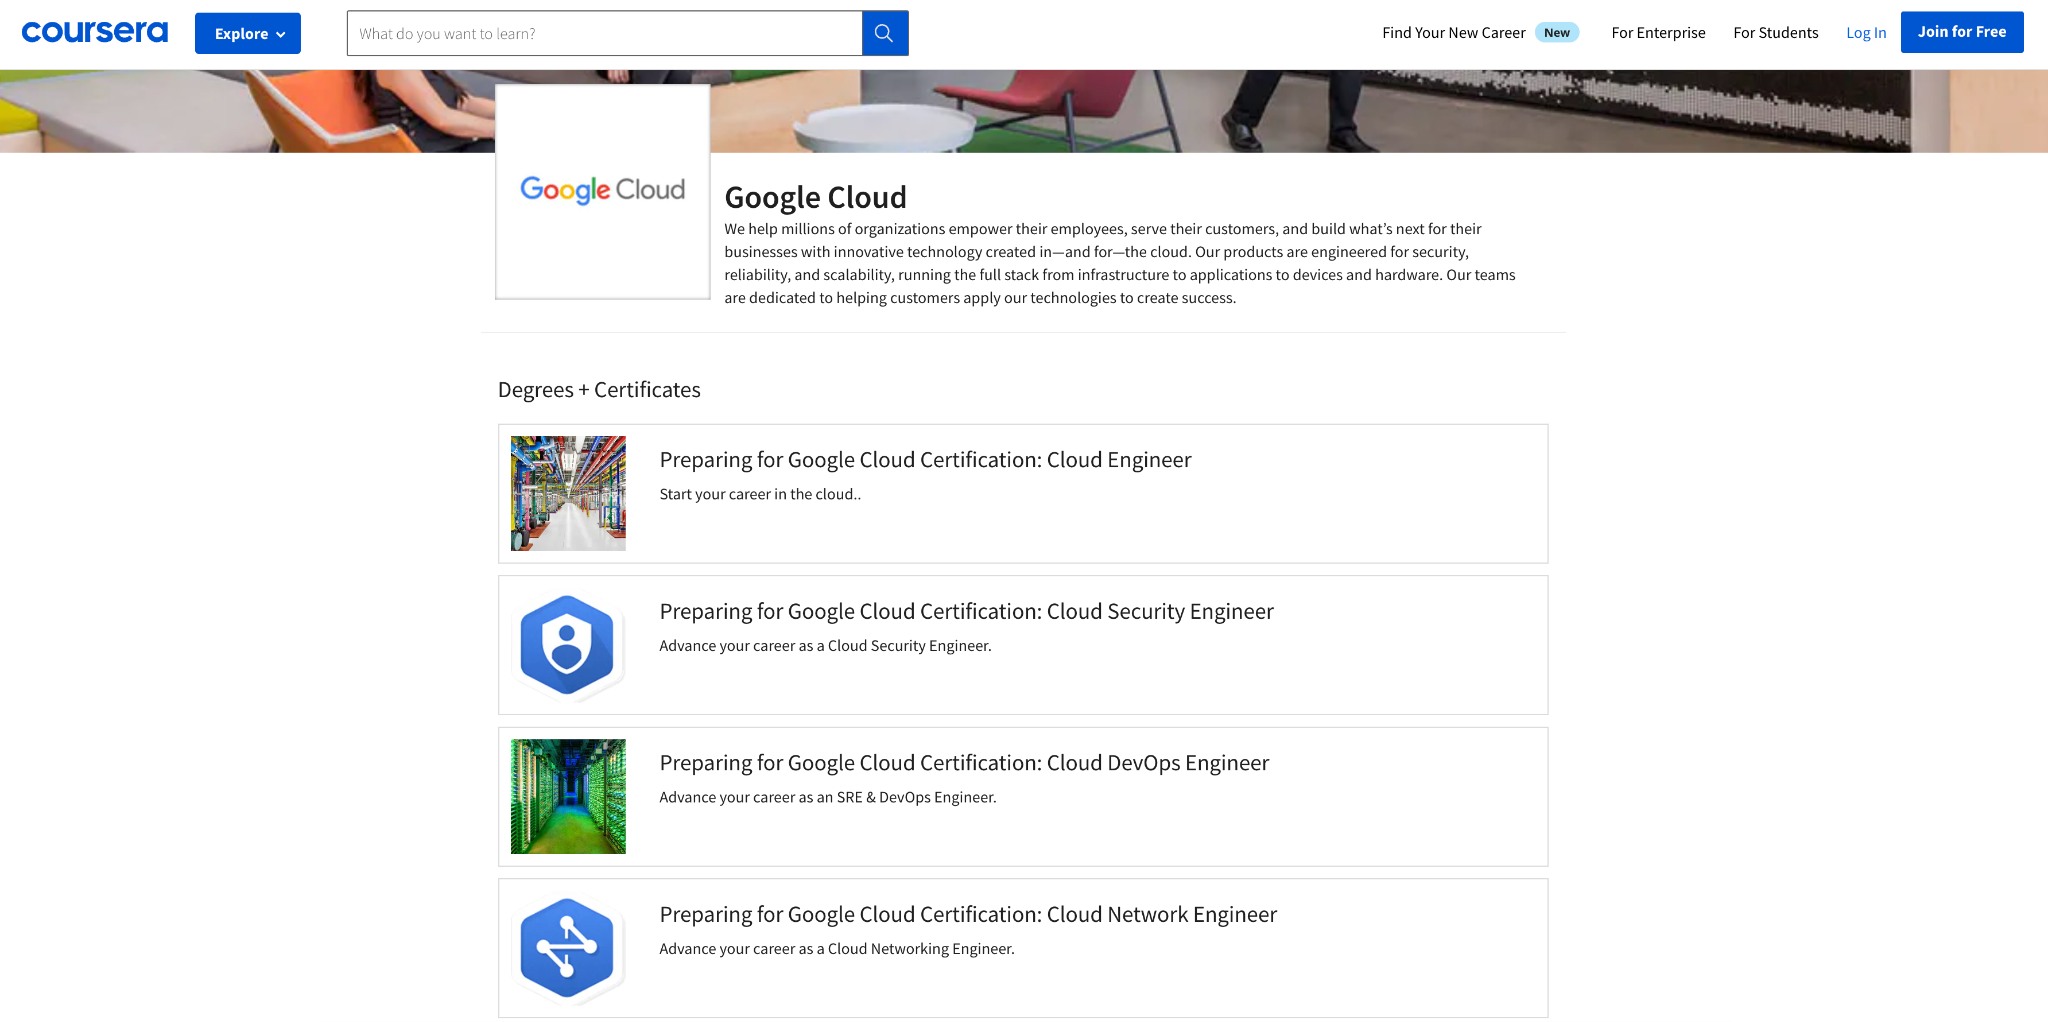 coursera
Explore
What do you want to learn?
Find Your New Career New
For Enterprise
For Students
Log In
Join for Free
Google Cloud
Google Cloud
We help millions of organizations empower their employees, serve their customers, and build what’s next for their
businesses with innovative technology created in—and for—the cloud. Our products are engineered for security,
reliability, and scalability, running the full stack from infrastructure to applications to devices and hardware. Our teams
are dedicated to helping customers apply our technologies to create success.
Degrees + Certificates
Preparing for Google Cloud Certification: Cloud Engineer
Start your career in the cloud..
Preparing for Google Cloud Certification: Cloud Security Engineer
Advance your career as a Cloud Security Engineer.
Preparing for Google Cloud Certification: Cloud DevOps Engineer
Advance your career as an SRE & DevOps Engineer.
Preparing for Google Cloud Certification: Cloud Network Engineer
Advance your career as a Cloud Networking Engineer.